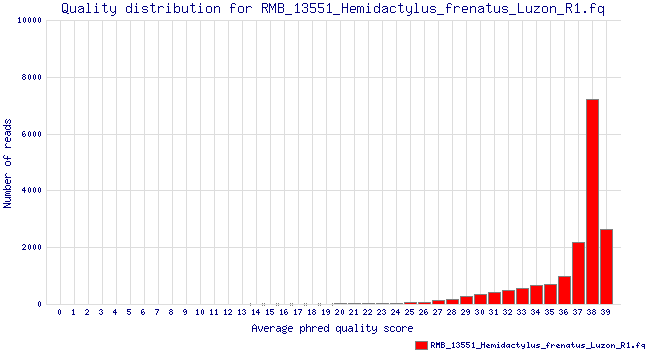 Quality distribution for RMB_13551_Hemidactylus_frenatus_Luzon_R1.fq
10000
8000
6000
4000
2000
0
Number of reads
0 1 2 3 4 5 6 7 8 9 10 11 12 13 14 15 16 17 18 19 20 21 22 23 24 25 26 27 28 29 30 31 32 33 34 35 36 37 38 39
Average phred quality score
RMB_13551_Hemidactylus_frenatus_Luzon_R1.fq